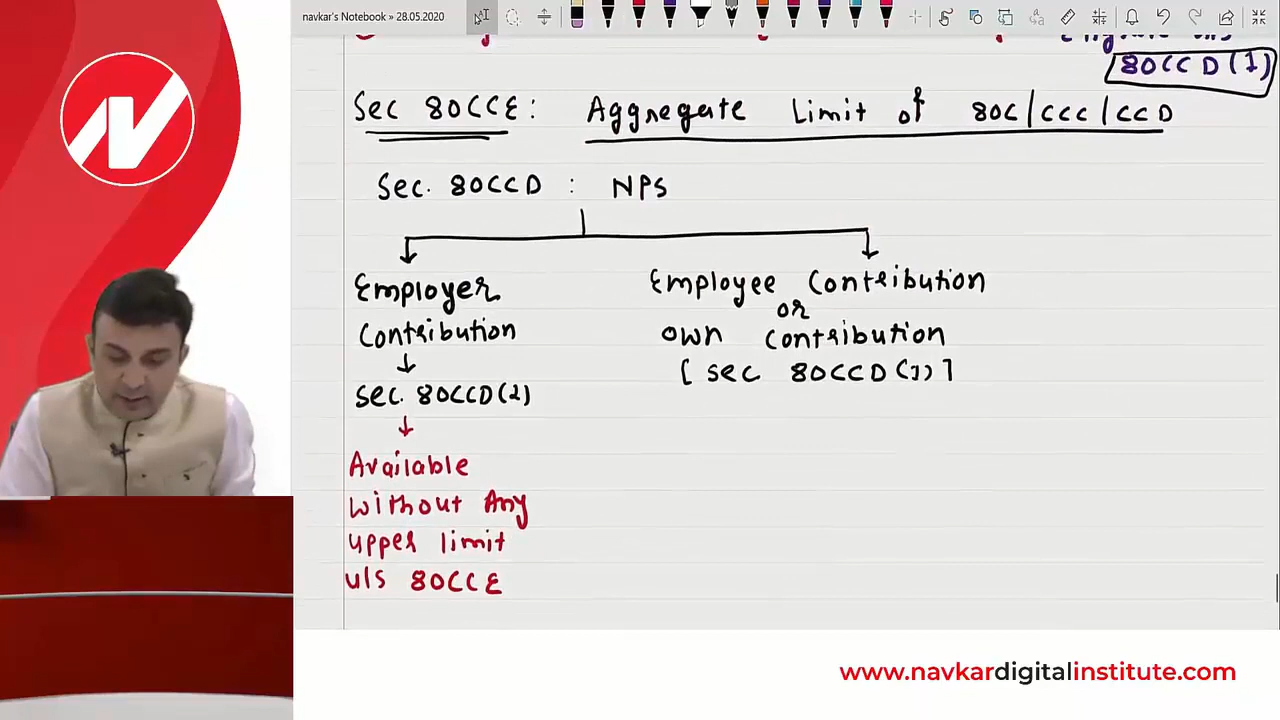 navkar's Notebook » 28.05.2020
80CCD(1)
Sec 80CCE: Aggregate Limit of 80C/CCC/CCD
Sec. 80CCD : NPS
Employer
Contribution
Sec. 80CCD(2)
Available
Without Any
upper limit
u/s 80CCE
Employee Contribution
or
own contribution
[sec 80CCD(1)]
www.navkardigitalinstitute.com